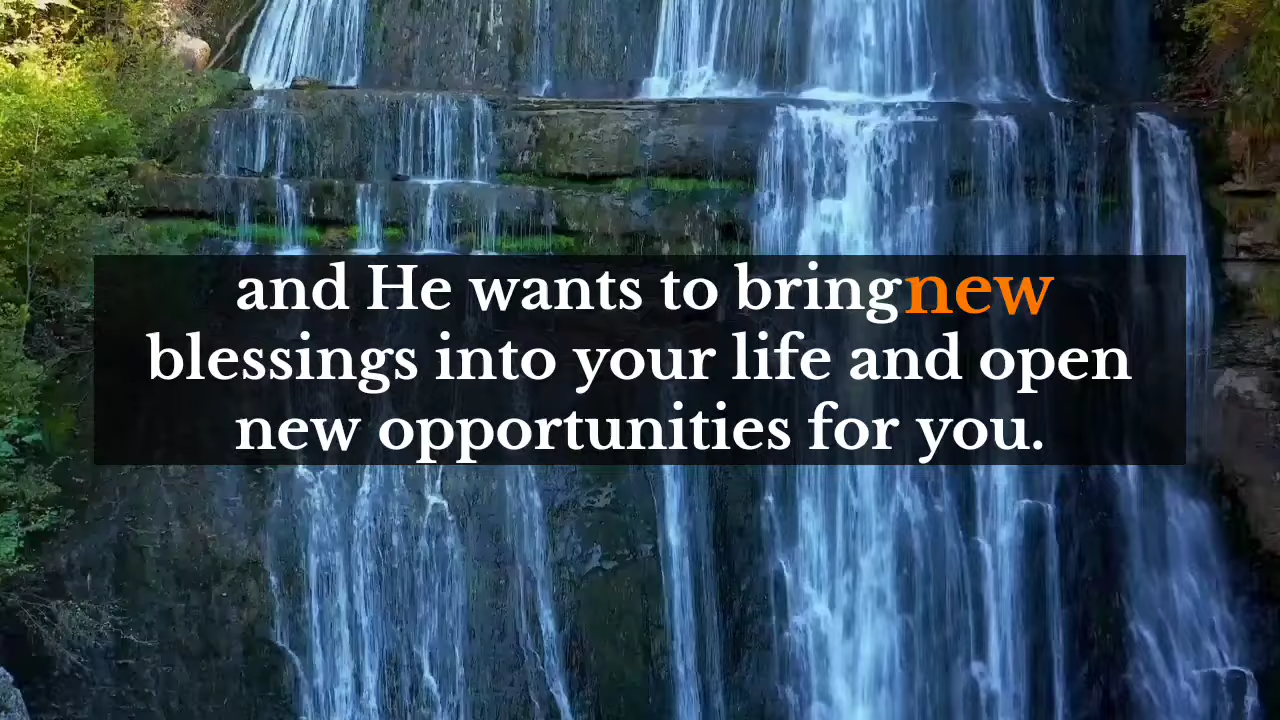 and He wants to bring new
blessings into your life and open
new opportunities for you.